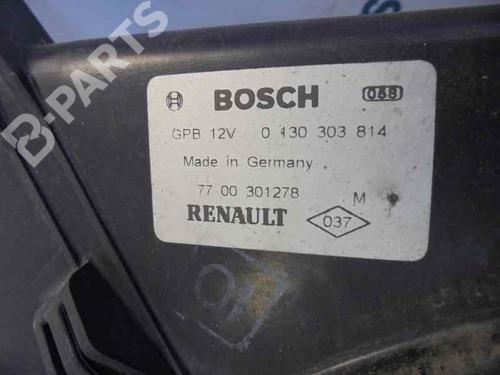 B-PARTS
BOSCH 068
GPB 12V 0 130 303 814
Made in Germany
77 00 301278 M
RENAULT 037